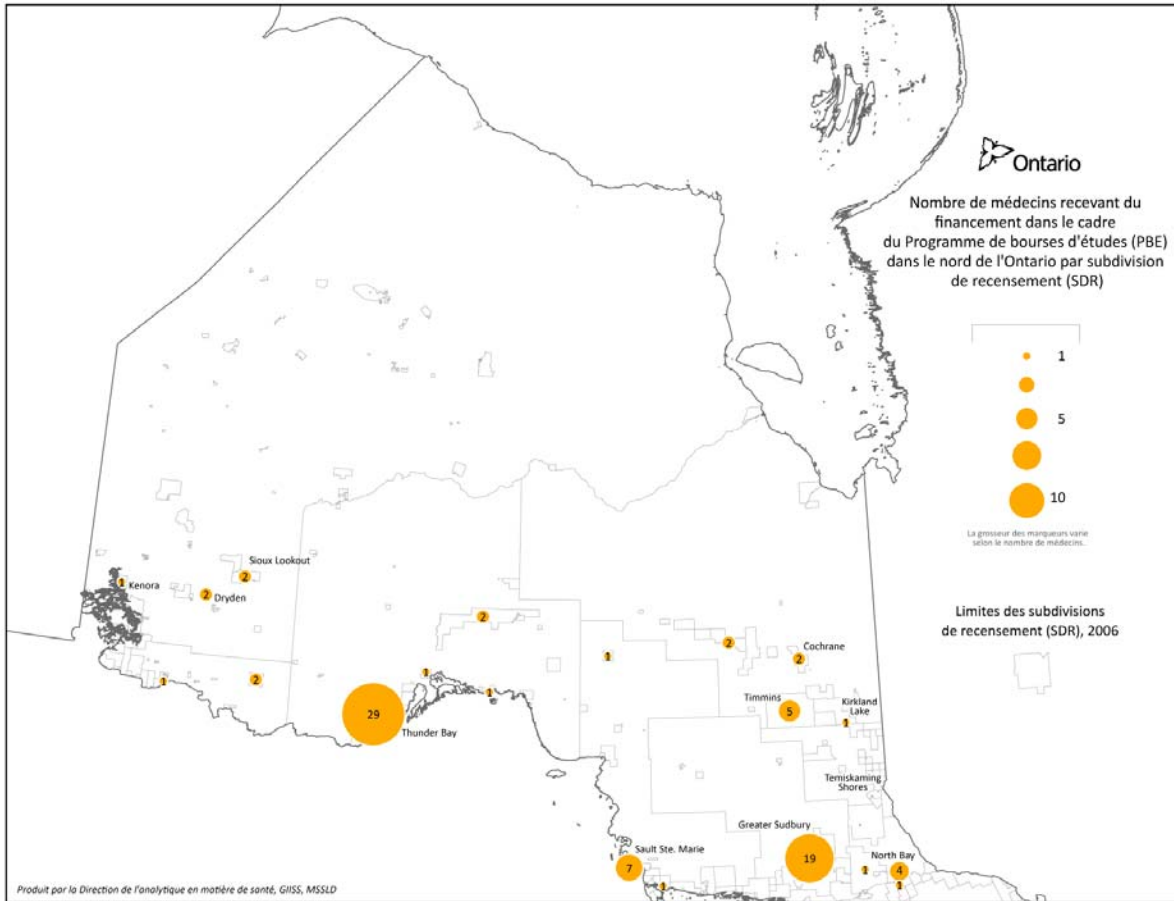 Ontario
Nombre de médecins recevant du
financement dans le cadre
du Programme de bourses d'études (PBE)
dans le nord de l'Ontario par subdivision
de recensement (SDR)
1
5
10
La grosseur des marqueurs varie
selon le nombre de médecins.
Limites des subdivisions
de recensement (SDR), 2006
Sioux Lookout
2
1
Kenora
2
Dryden
2
1
2
1
1
29
Thunder Bay
1
2
Cochrane
2
Timmins
5
Kirkland
Lake
1
Temiskaming
Shores
Greater Sudbury
19
Sault Ste. Marie
7
1
North Bay
1
4
1
Produit par la Direction de l'analytique en matière de santé, GIISS, MSSLD